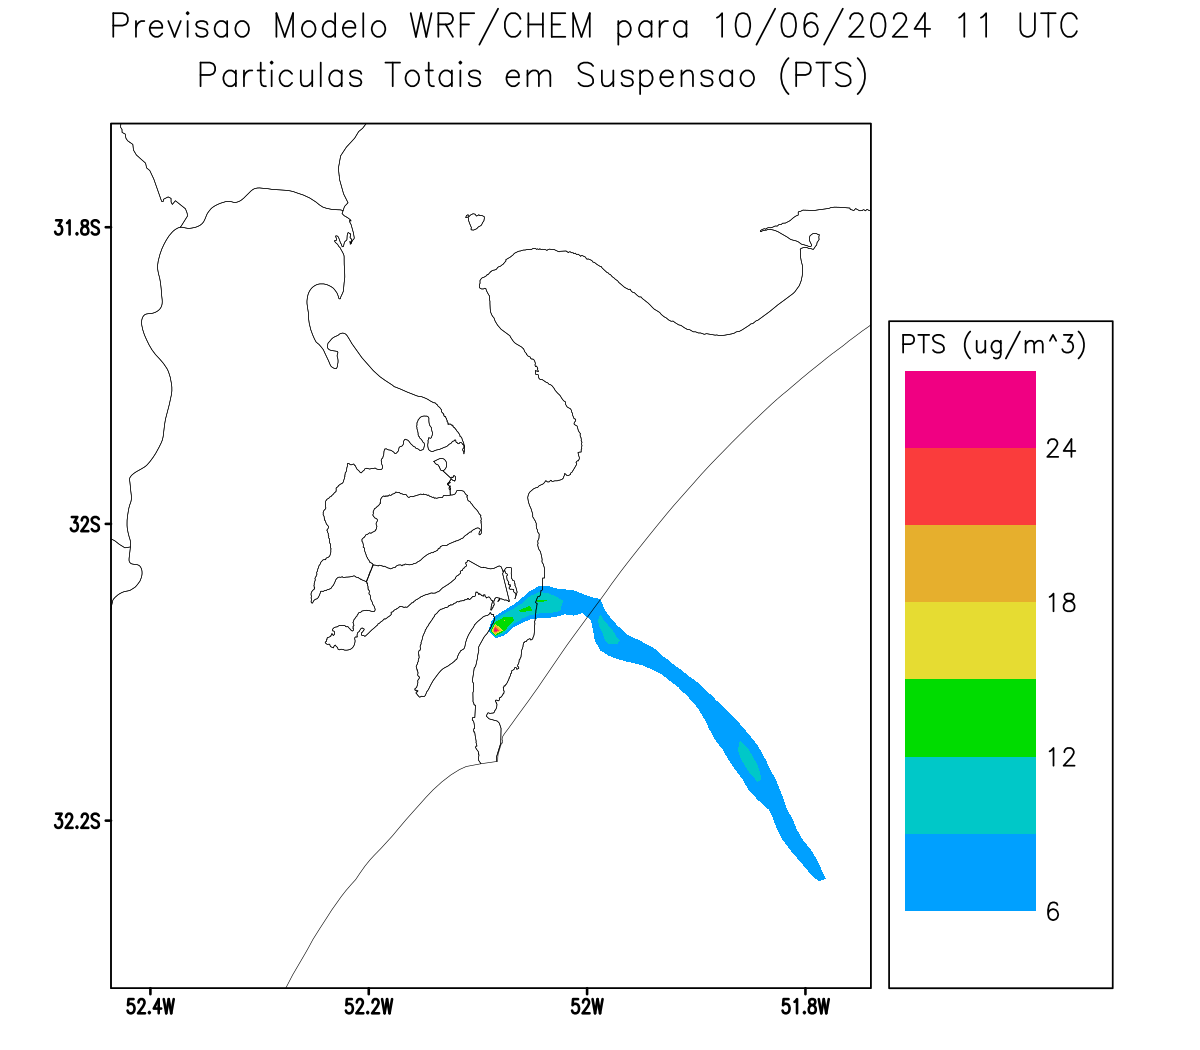 Previsao Modelo WRF/CHEM para 10/06/2024 11 UTC
Particulas Totais em Suspensao (PTS)
31.8S
32S
32.2S
52.4W
52.2W
52W
51.8W
PTS (ug/m^3)
24
18
12
6